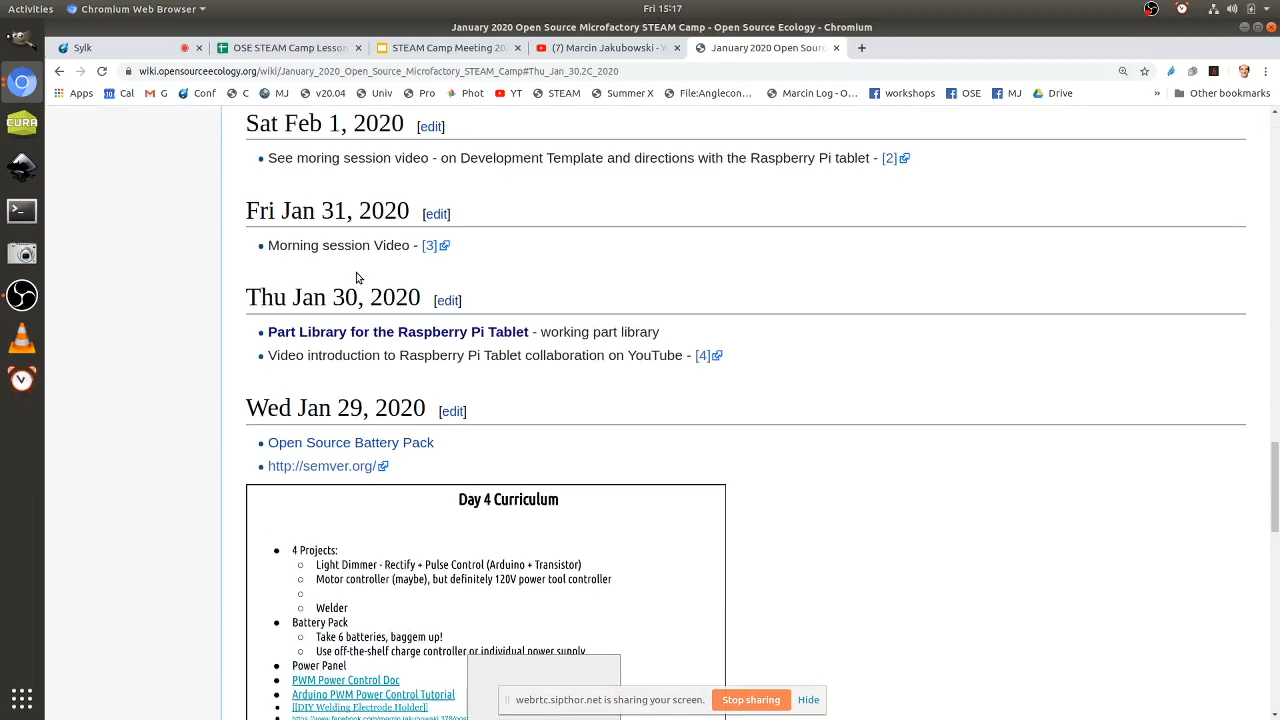 Activities
Chromium Web Browser
Fri 15:17
January 2020 Open Source Microfactory STEAM Camp - Open Source Ecology - Chromium
Sylk
OSE STEAM Camp Lesson
STEAM Camp Meeting 202
(7) Marcin Jakubowski - Y
January 2020 Open Sour
wiki.opensourceecology.org/wiki/January_2020_Open_Source_Microfactory_STEAM_Camp#Thu_Jan_30.2C_2020
Apps Cal G Conf C MJ v20.04 Univ Pro Phot YT STEAM Summer X File:Anglecon... Marcin Log - O... workshops OSE MJ Drive » Other bookmarks
Sat Feb 1, 2020 [edit]
See moring session video - on Development Template and directions with the Raspberry Pi tablet - [2]
Fri Jan 31, 2020 [edit]
Morning session Video - [3]
Thu Jan 30, 2020 [edit]
Part Library for the Raspberry Pi Tablet - working part library
Video introduction to Raspberry Pi Tablet collaboration on YouTube - [4]
Wed Jan 29, 2020 [edit]
Open Source Battery Pack
http://semver.org/
Day 4 Curriculum
4 Projects:
Light Dimmer - Rectify + Pulse Control (Arduino + Transistor)
Motor controller (maybe), but definitely 120V power tool controller
Welder
Battery Pack
Take 6 batteries, baggem up!
Use off-the-shelf charge controller or individual power supply
Power Panel
PWM Power Control Doc
Arduino PWM Power Control Tutorial
[[DIY Welding Electrode Holder]]
https://www.facebook.com/marcin.jakubowski.378/pos
webrtc.sipthor.net is sharing your screen.
Stop sharing
Hide
CURA